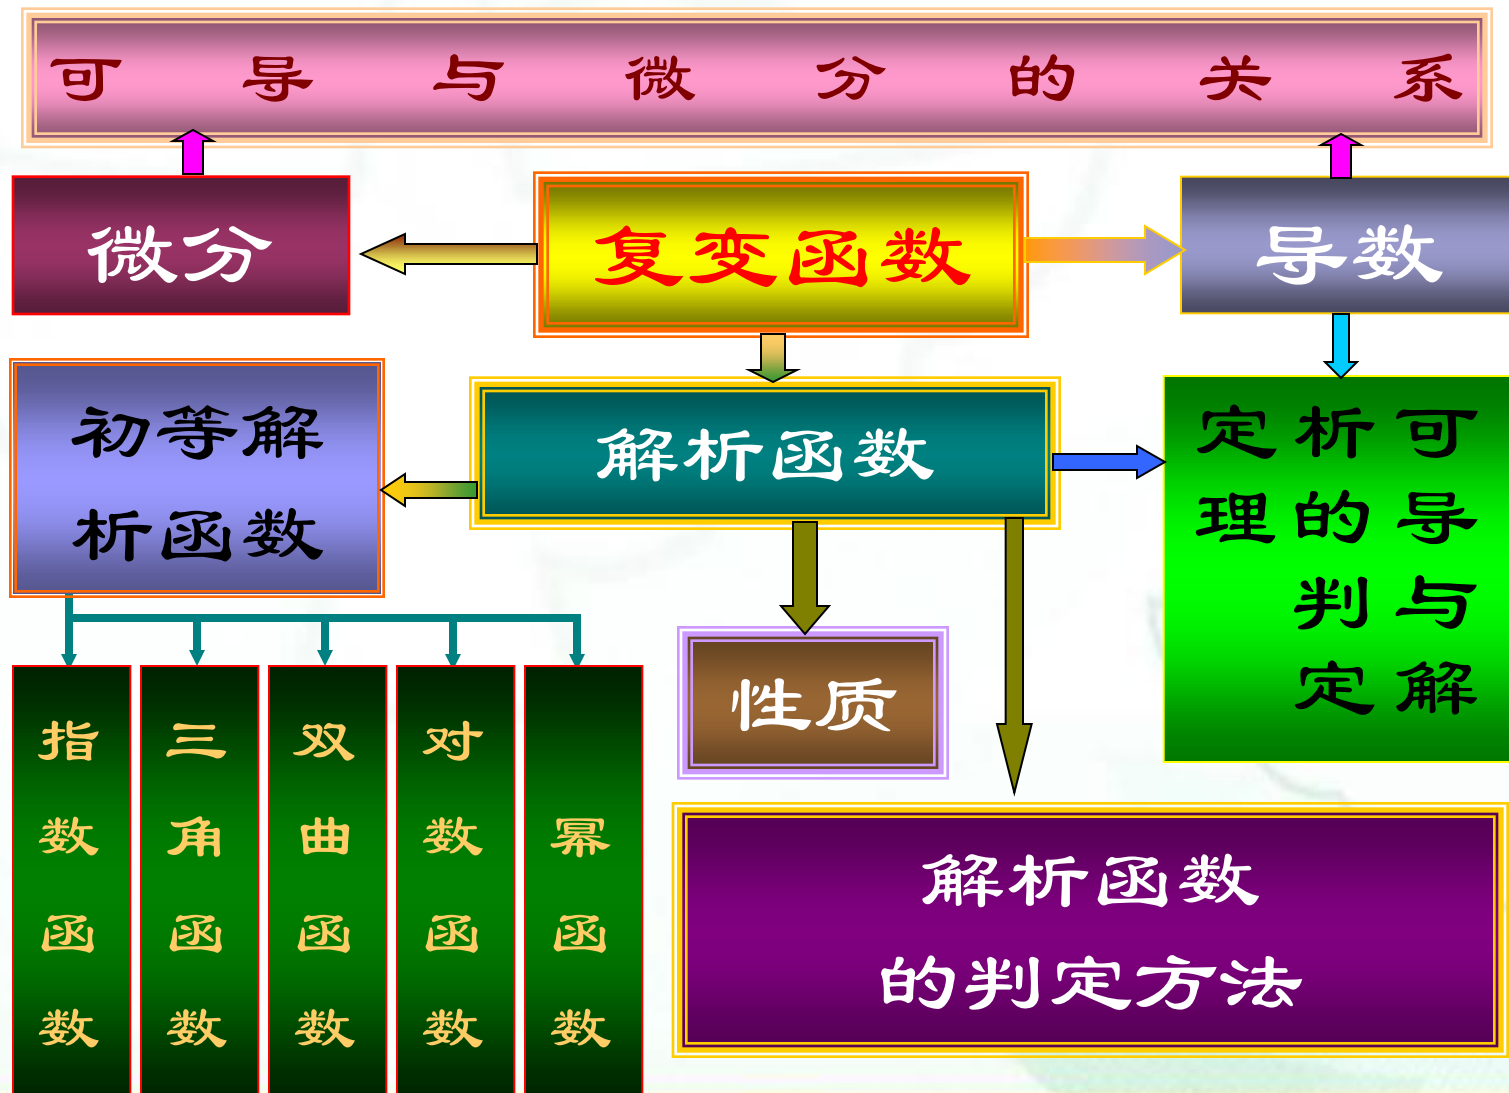 可导与微分的关系
微分
复变函数
导数
初等解
析函数
解析函数
可导与解
析的判定
定理
性质
指数函数
三角函数
双曲函数
对数函数
幂函数
解析函数
的判定方法